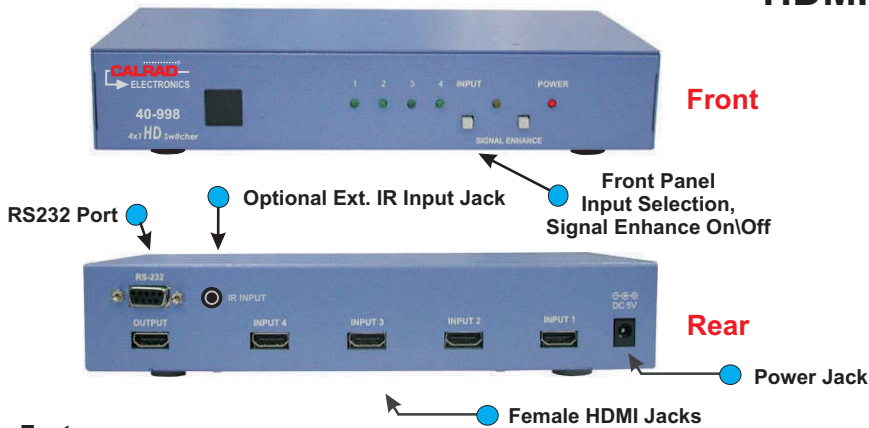 HDMI
CALRAD
ELECTRONICS
40-998
4x1 HD Switcher
1 2 3 4 INPUT POWER
SIGNAL ENHANCE
Front
Front Panel
Input Selection,
Signal Enhance On\Off
Optional Ext. IR Input Jack
RS232 Port
RS-232
IR INPUT
OUTPUT INPUT 4 INPUT 3 INPUT 2 INPUT 1
DC 5V
Rear
Power Jack
Female HDMI Jacks